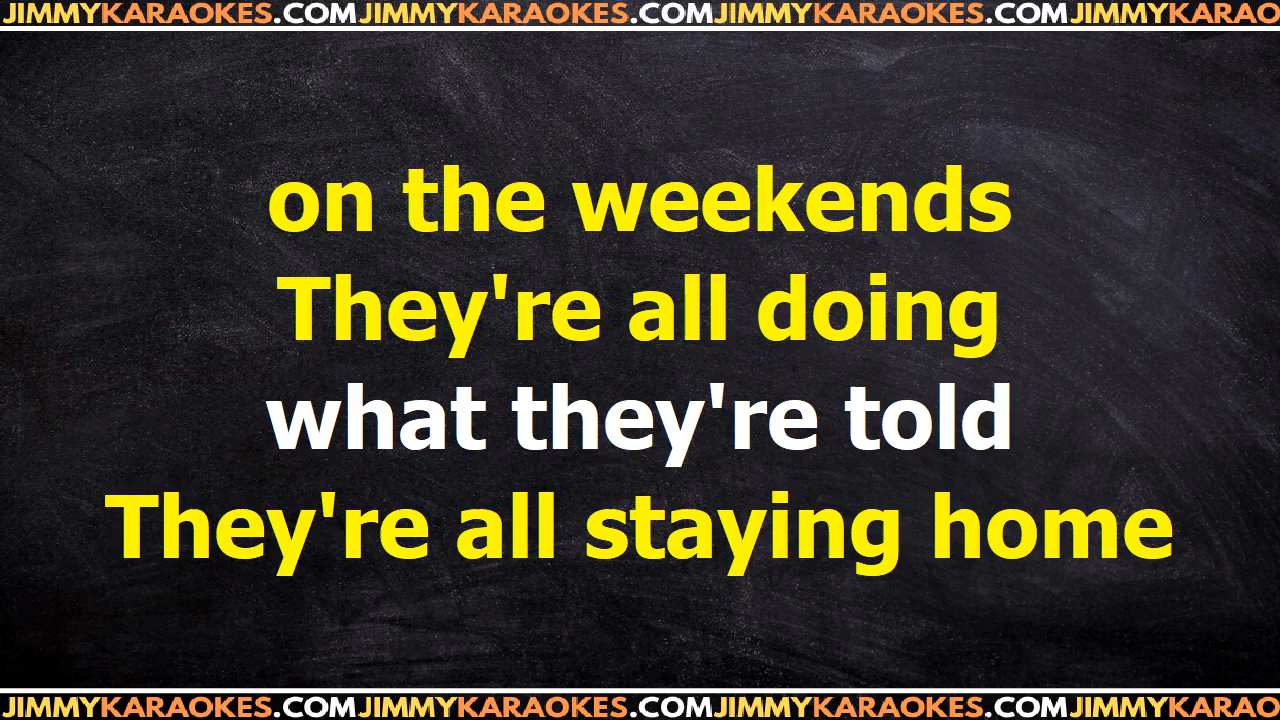 JIMMYKARAOKES.COMJIMMYKARAOKES.COMJIMMYKARAOKES.COMJIMMYKARAO
on the weekends
They're all doing
what they're told
They're all staying home
JIMMYKARAOKES.COMJIMMYKARAOKES.COMJIMMYKARAOKES.COMJIMMYKARAO